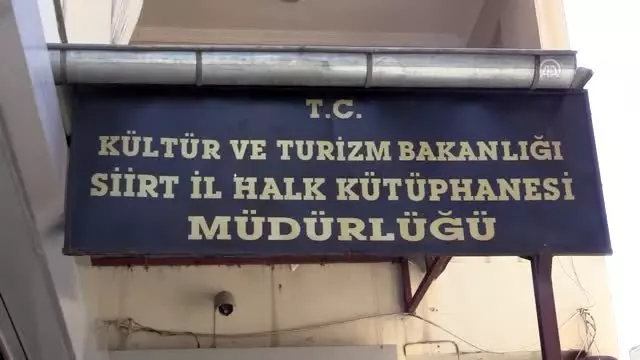 T.C.
KÜLTÜR VE TURİZM BAKANLIĞI
SİİRT İL HALK KÜTÜPHANESİ
MÜDÜRLÜĞÜ